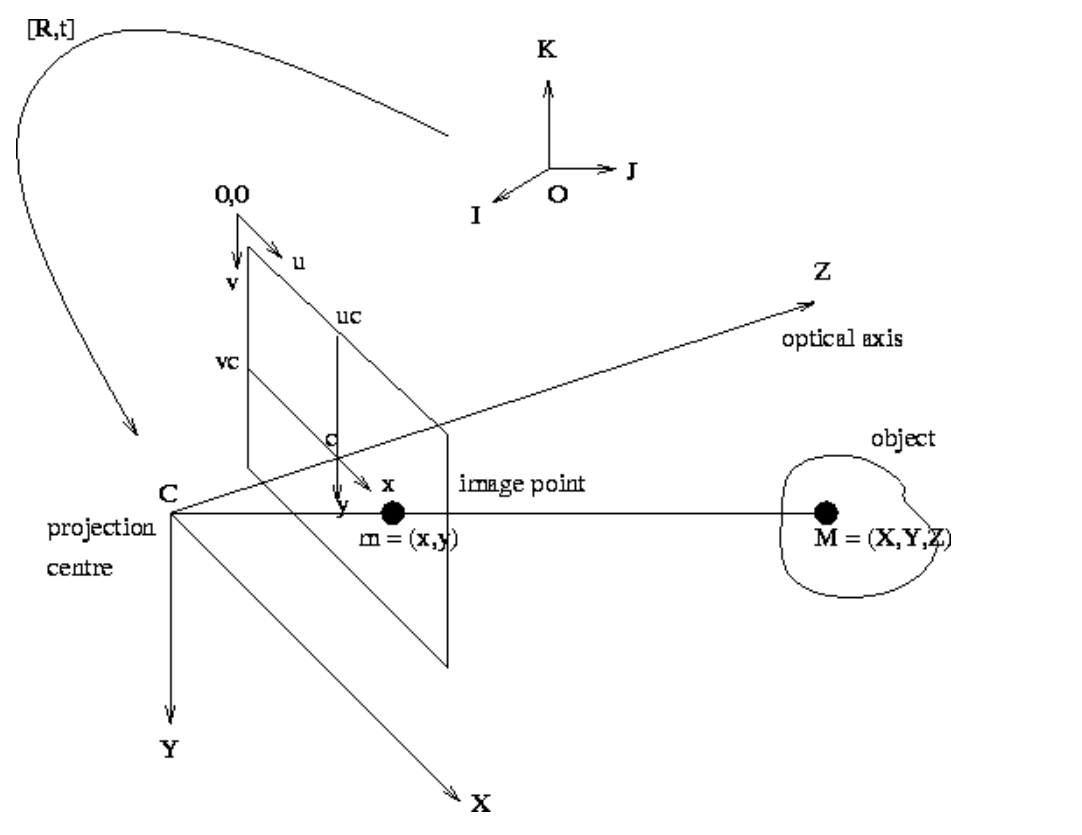 [R,t]
K
J
O
I
0,0
u
v
uc
vc
Z
optical axis
c
object
x
image point
C
y
projection
centre
m = (x,y)
M = (X,Y,Z)
Y
X